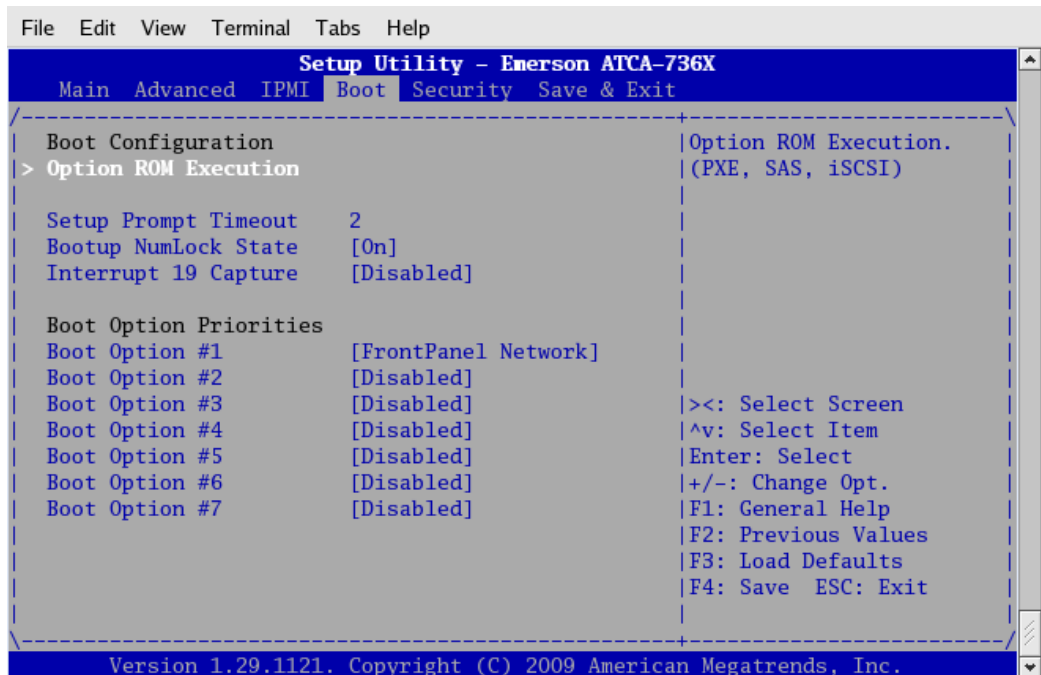 File Edit View Terminal Tabs Help
Setup Utility – Emerson ATCA–736X
Main Advanced IPMI Boot Security Save & Exit
/-----------------------------------------------------+--------------------------\
| Boot Configuration |Option ROM Execution. |
|> Option ROM Execution |(PXE, SAS, iSCSI) |
| | |
| Setup Prompt Timeout 2 | |
| Bootup NumLock State [On] | |
| Interrupt 19 Capture [Disabled] | |
| | |
| Boot Option Priorities | |
| Boot Option #1 [FrontPanel Network] | |
| Boot Option #2 [Disabled] | |
| Boot Option #3 [Disabled] |><: Select Screen |
| Boot Option #4 [Disabled] |^v: Select Item |
| Boot Option #5 [Disabled] |Enter: Select |
| Boot Option #6 [Disabled] |+/-: Change Opt. |
| Boot Option #7 [Disabled] |F1: General Help |
| |F2: Previous Values |
| |F3: Load Defaults |
| |F4: Save ESC: Exit |
| | |
\-----------------------------------------------------+--------------------------/
Version 1.29.1121. Copyright (C) 2009 American Megatrends, Inc.